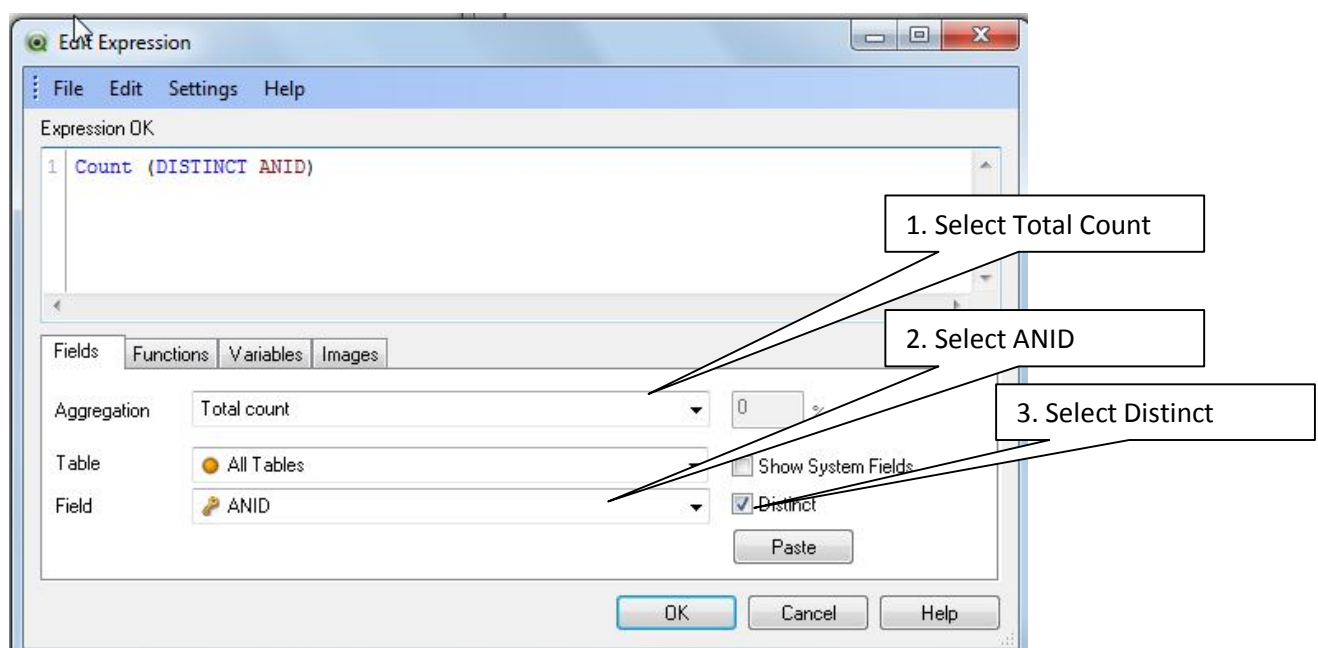 Edit Expression
File Edit Settings Help
Expression OK
1 Count (DISTINCT ANID)
1. Select Total Count
2. Select ANID
Fields Functions Variables Images
Aggregation Total count 0 %
3. Select Distinct
Table All Tables Show System Fields
Field ANID Distinct
Paste
OK Cancel Help